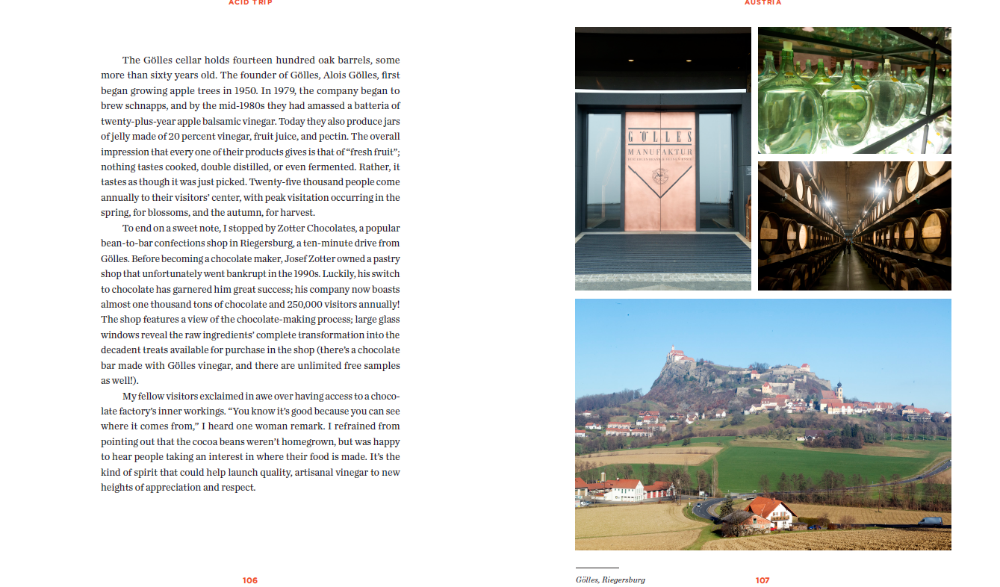 ACID TRIP
The Gölles cellar holds fourteen hundred oak barrels, some
more than sixty years old. The founder of Gölles, Alois Gölles, first
began growing apple trees in 1950. In 1979, the company began to
brew schnapps, and by the mid-1980s they had amassed a batteria of
twenty-plus-year apple balsamic vinegar. Today they also produce jars
of jelly made of 20 percent vinegar, fruit juice, and pectin. The overall
impression that every one of their products gives is that of “fresh fruit”;
nothing tastes cooked, double distilled, or even fermented. Rather, it
tastes as though it was just picked. Twenty-five thousand people come
annually to their visitors’ center, with peak visitation occurring in the
spring, for blossoms, and the autumn, for harvest.
To end on a sweet note, I stopped by Zotter Chocolates, a popular
bean-to-bar confections shop in Riegersburg, a ten-minute drive from
Gölles. Before becoming a chocolate maker, Josef Zotter owned a pastry
shop that unfortunately went bankrupt in the 1990s. Luckily, his switch
to chocolate has garnered him great success; his company now boasts
almost one thousand tons of chocolate and 250,000 visitors annually!
The shop features a view of the chocolate-making process; large glass
windows reveal the raw ingredients’ complete transformation into the
decadent treats available for purchase in the shop (there’s a chocolate
bar made with Gölles vinegar, and there are unlimited free samples
as well!).
My fellow visitors exclaimed in awe over having access to a choco-
late factory’s inner workings. “You know it’s good because you can see
where it comes from,” I heard one woman remark. I refrained from
pointing out that the cocoa beans weren’t homegrown, but was happy
to hear people taking an interest in where their food is made. It’s the
kind of spirit that could help launch quality, artisanal vinegar to new
heights of appreciation and respect.
106
AUSTRIA
GÖLLES
MANUFAKTUR
Gölles, Riegersburg
107